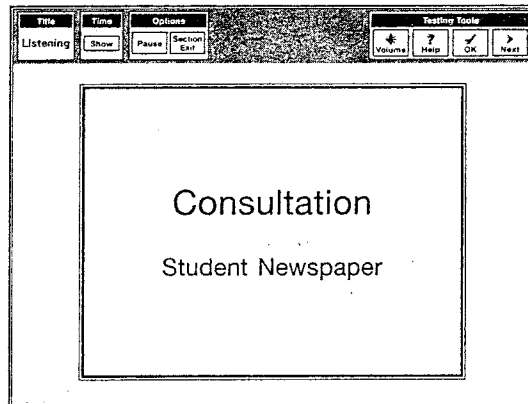 Title Time Options Testing Tools
Listening Show Pause Section Exit Volume Help OK Next
Consultation
Student Newspaper